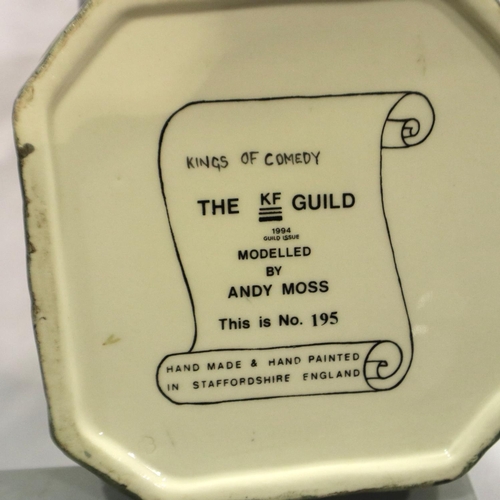 KINGS OF COMEDY
THE KF GUILD
1994
GUILD ISSUE
MODELLED
BY
ANDY MOSS
This is No. 195
HAND MADE & HAND PAINTED
IN STAFFORDSHIRE ENGLAND